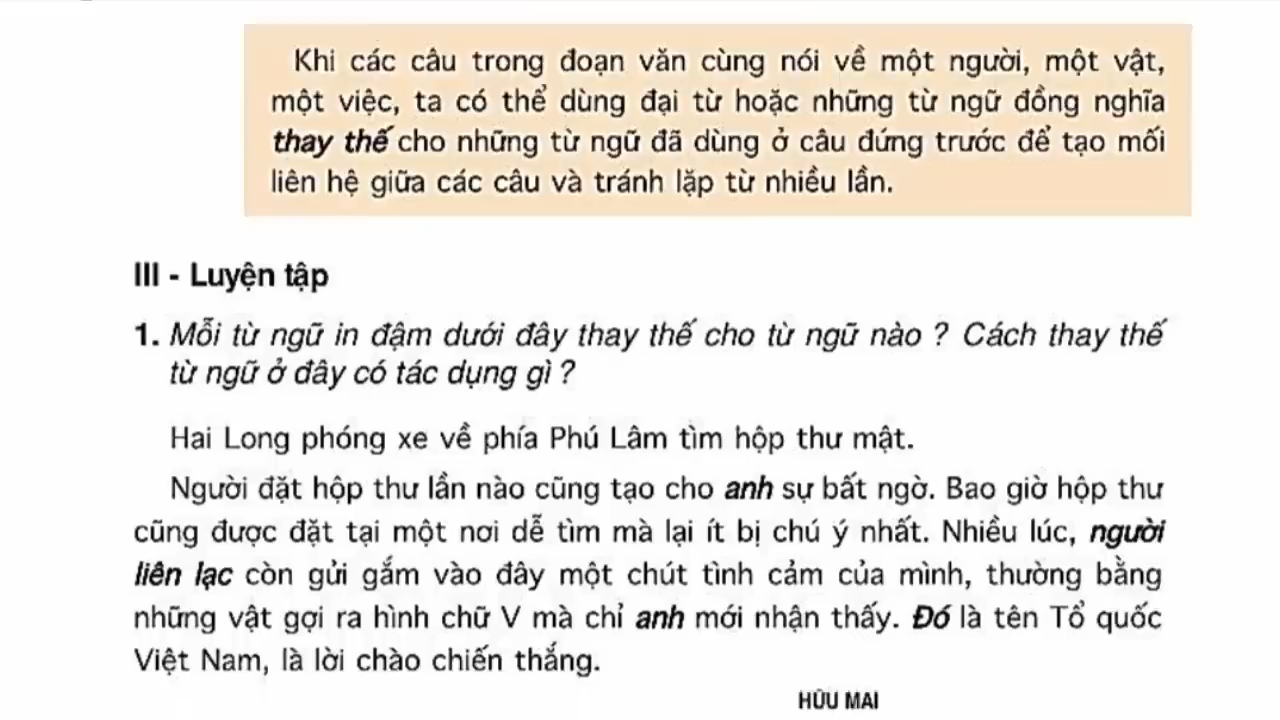 Khi các câu trong đoạn văn cùng nói về một người, một vật,
một việc, ta có thể dùng đại từ hoặc những từ ngữ đồng nghĩa
thay thế cho những từ ngữ đã dùng ở câu đứng trước để tạo mối
liên hệ giữa các câu và tránh lặp từ nhiều lần.
III - Luyện tập
1. Mỗi từ ngữ in đậm dưới đây thay thế cho từ ngữ nào ? Cách thay thế
từ ngữ ở đây có tác dụng gì ?
Hai Long phóng xe về phía Phú Lâm tìm hộp thư mật.
Người đặt hộp thư lần nào cũng tạo cho anh sự bất ngờ. Bao giờ hộp thư
cũng được đặt tại một nơi dễ tìm mà lại ít bị chú ý nhất. Nhiều lúc, người
liên lạc còn gửi gắm vào đây một chút tình cảm của mình, thường bằng
những vật gợi ra hình chữ V mà chỉ anh mới nhận thấy. Đó là tên Tổ quốc
Việt Nam, là lời chào chiến thắng.
HỮU MAI